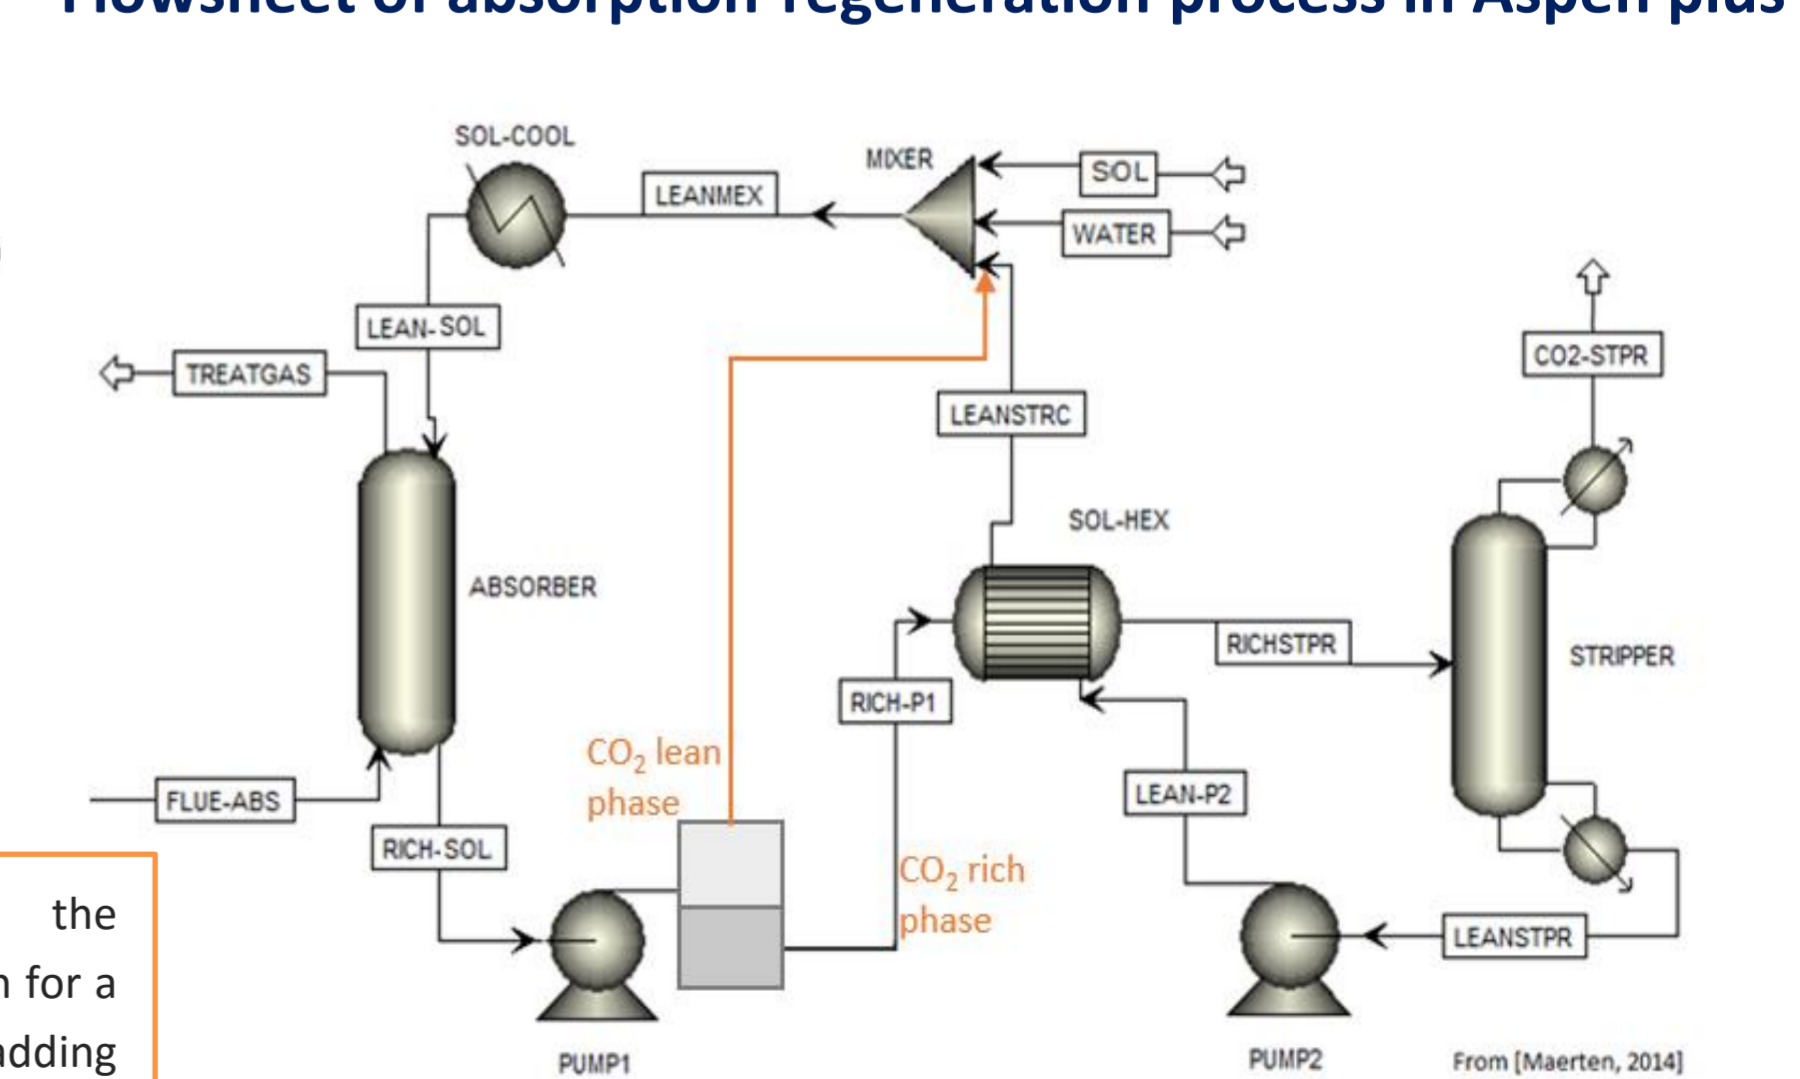 Flowsheet of absorption-regeneration process in Aspen plus
SOL-COOL
MIXER
SOL
LEANMEX
WATER
LEAN-SOL
CO2-STPR
TREATGAS
LEANSTRC
SOL-HEX
ABSORBER
RICHSTPR
STRIPPER
RICH-P1
CO₂ lean
phase
FLUE-ABS
LEAN-P2
RICH-SOL
CO₂ rich
phase
the
for a
LEANSTPR
adding
PUMP1
PUMP2
From [Maerten, 2014]